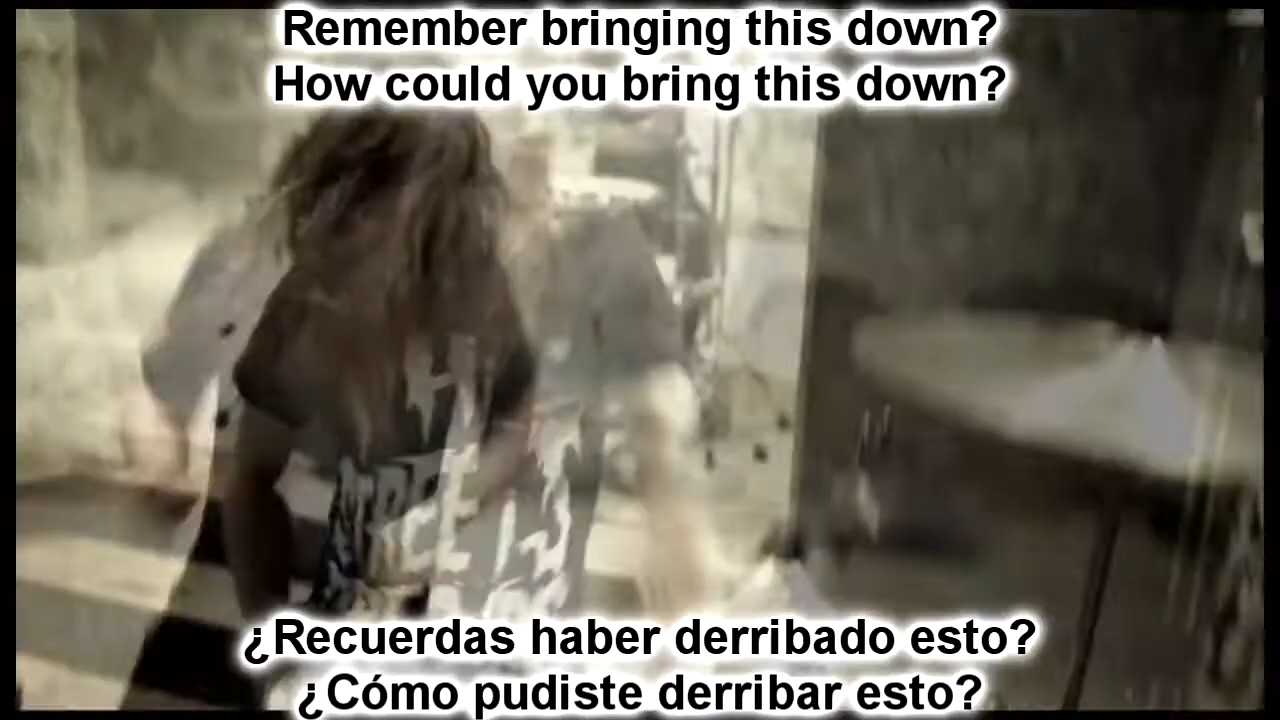 Remember bringing this down?
How could you bring this down?
¿Recuerdas haber derribado esto?
¿Cómo pudiste derribar esto?